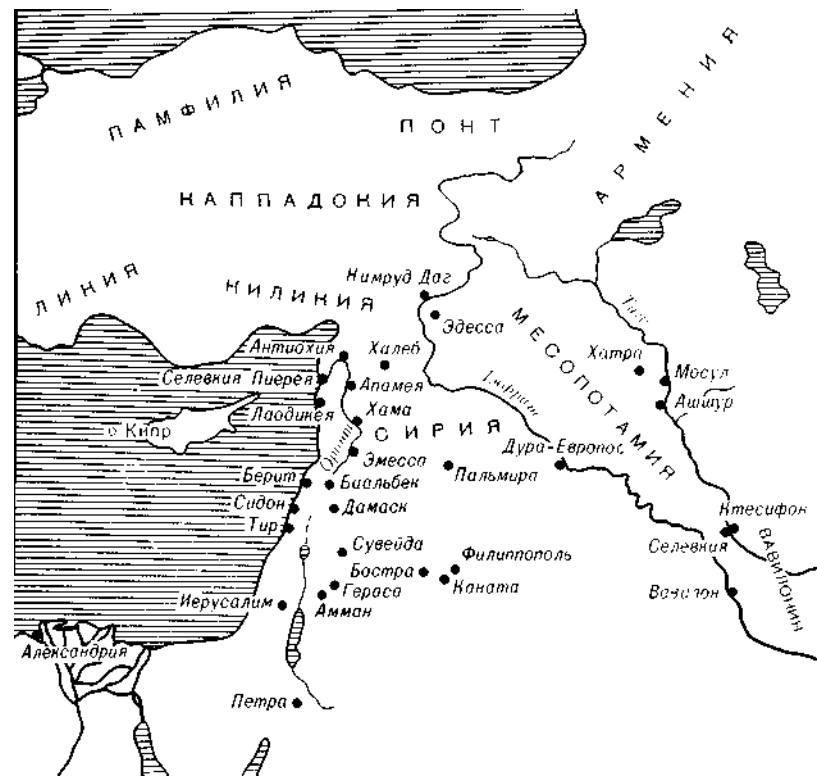 ПАМФИЛИЯ
ПОНТ
АРМЕНИЯ
КАППАДОКИЯ
ЛИКИЯ
КИЛИКИЯ
Нимруд Даг
Эдесса
Тигр
МЕСОПОТАМИЯ
Антиохия
Халеб
Хатра
Мосул
Селевкия Пиерея
Апамея
Ашшур
Евфрат
Лаодикея
Хама
о Кипр
СИРИЯ
Оронт
Эмесса
Дура-Европос
Пальмира
Берит
Биальбек
Сидон
Дамаск
Тир
Ктесифон
Селевкия
ВАВИЛОНИЯ
Сувейда
Филиппополь
Бостра
Каната
Гераса
Вавилон
Иерусалим
Амман
Александрия
Петра